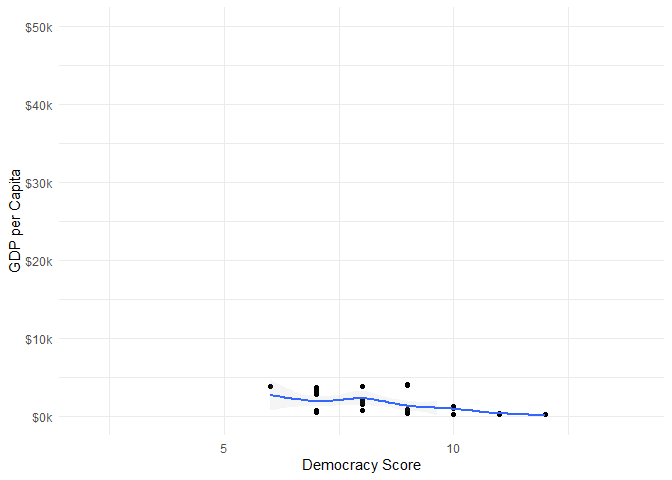 $50k
$40k
$30k
$20k
$10k
$0k
GDP per Capita
5
10
Democracy Score